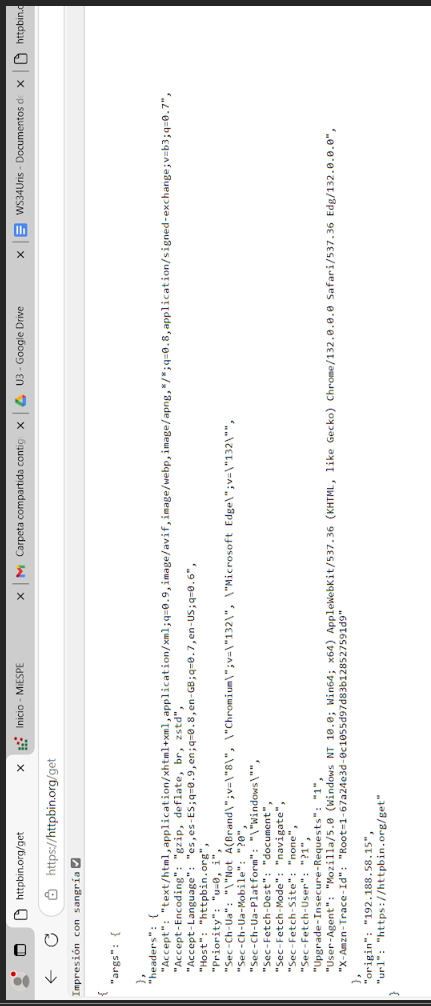 httpbin.org/get
Inicio - MiESPE
Carpeta compartida contig
U3 - Google Drive
WS34Uris - Documentos d
httpbin.o
https://httpbin.org/get
Impresión con sangría
{
"args": {
},
"headers": {
"Accept": "text/html,application/xhtml+xml,application/xml;q=0.9,image/avif,image/webp,image/apng,*/*;q=0.8,application/signed-exchange;v=b3;q=0.7",
"Accept-Encoding": "gzip, deflate, br, zstd",
"Accept-Language": "es,es-ES;q=0.9,en;q=0.8,en-GB;q=0.7,en-US;q=0.6",
"Host": "httpbin.org",
"Priority": "u=0, i",
"Sec-Ch-Ua": "\"Not A(Brand\";v=\"8\", \"Chromium\";v=\"132\", \"Microsoft Edge\";v=\"132\"",
"Sec-Ch-Ua-Mobile": "?0",
"Sec-Ch-Ua-Platform": "\"Windows\"",
"Sec-Fetch-Dest": "document",
"Sec-Fetch-Mode": "navigate",
"Sec-Fetch-Site": "none",
"Sec-Fetch-User": "?1",
"Upgrade-Insecure-Requests": "1",
"User-Agent": "Mozilla/5.0 (Windows NT 10.0; Win64; x64) AppleWebKit/537.36 (KHTML, like Gecko) Chrome/132.0.0.0 Safari/537.36 Edg/132.0.0.0",
"X-Amzn-Trace-Id": "Root=1-67a24e3d-0c1055d97d83b128527591d9"
},
"origin": "192.188.58.15",
"url": "https://httpbin.org/get"
}